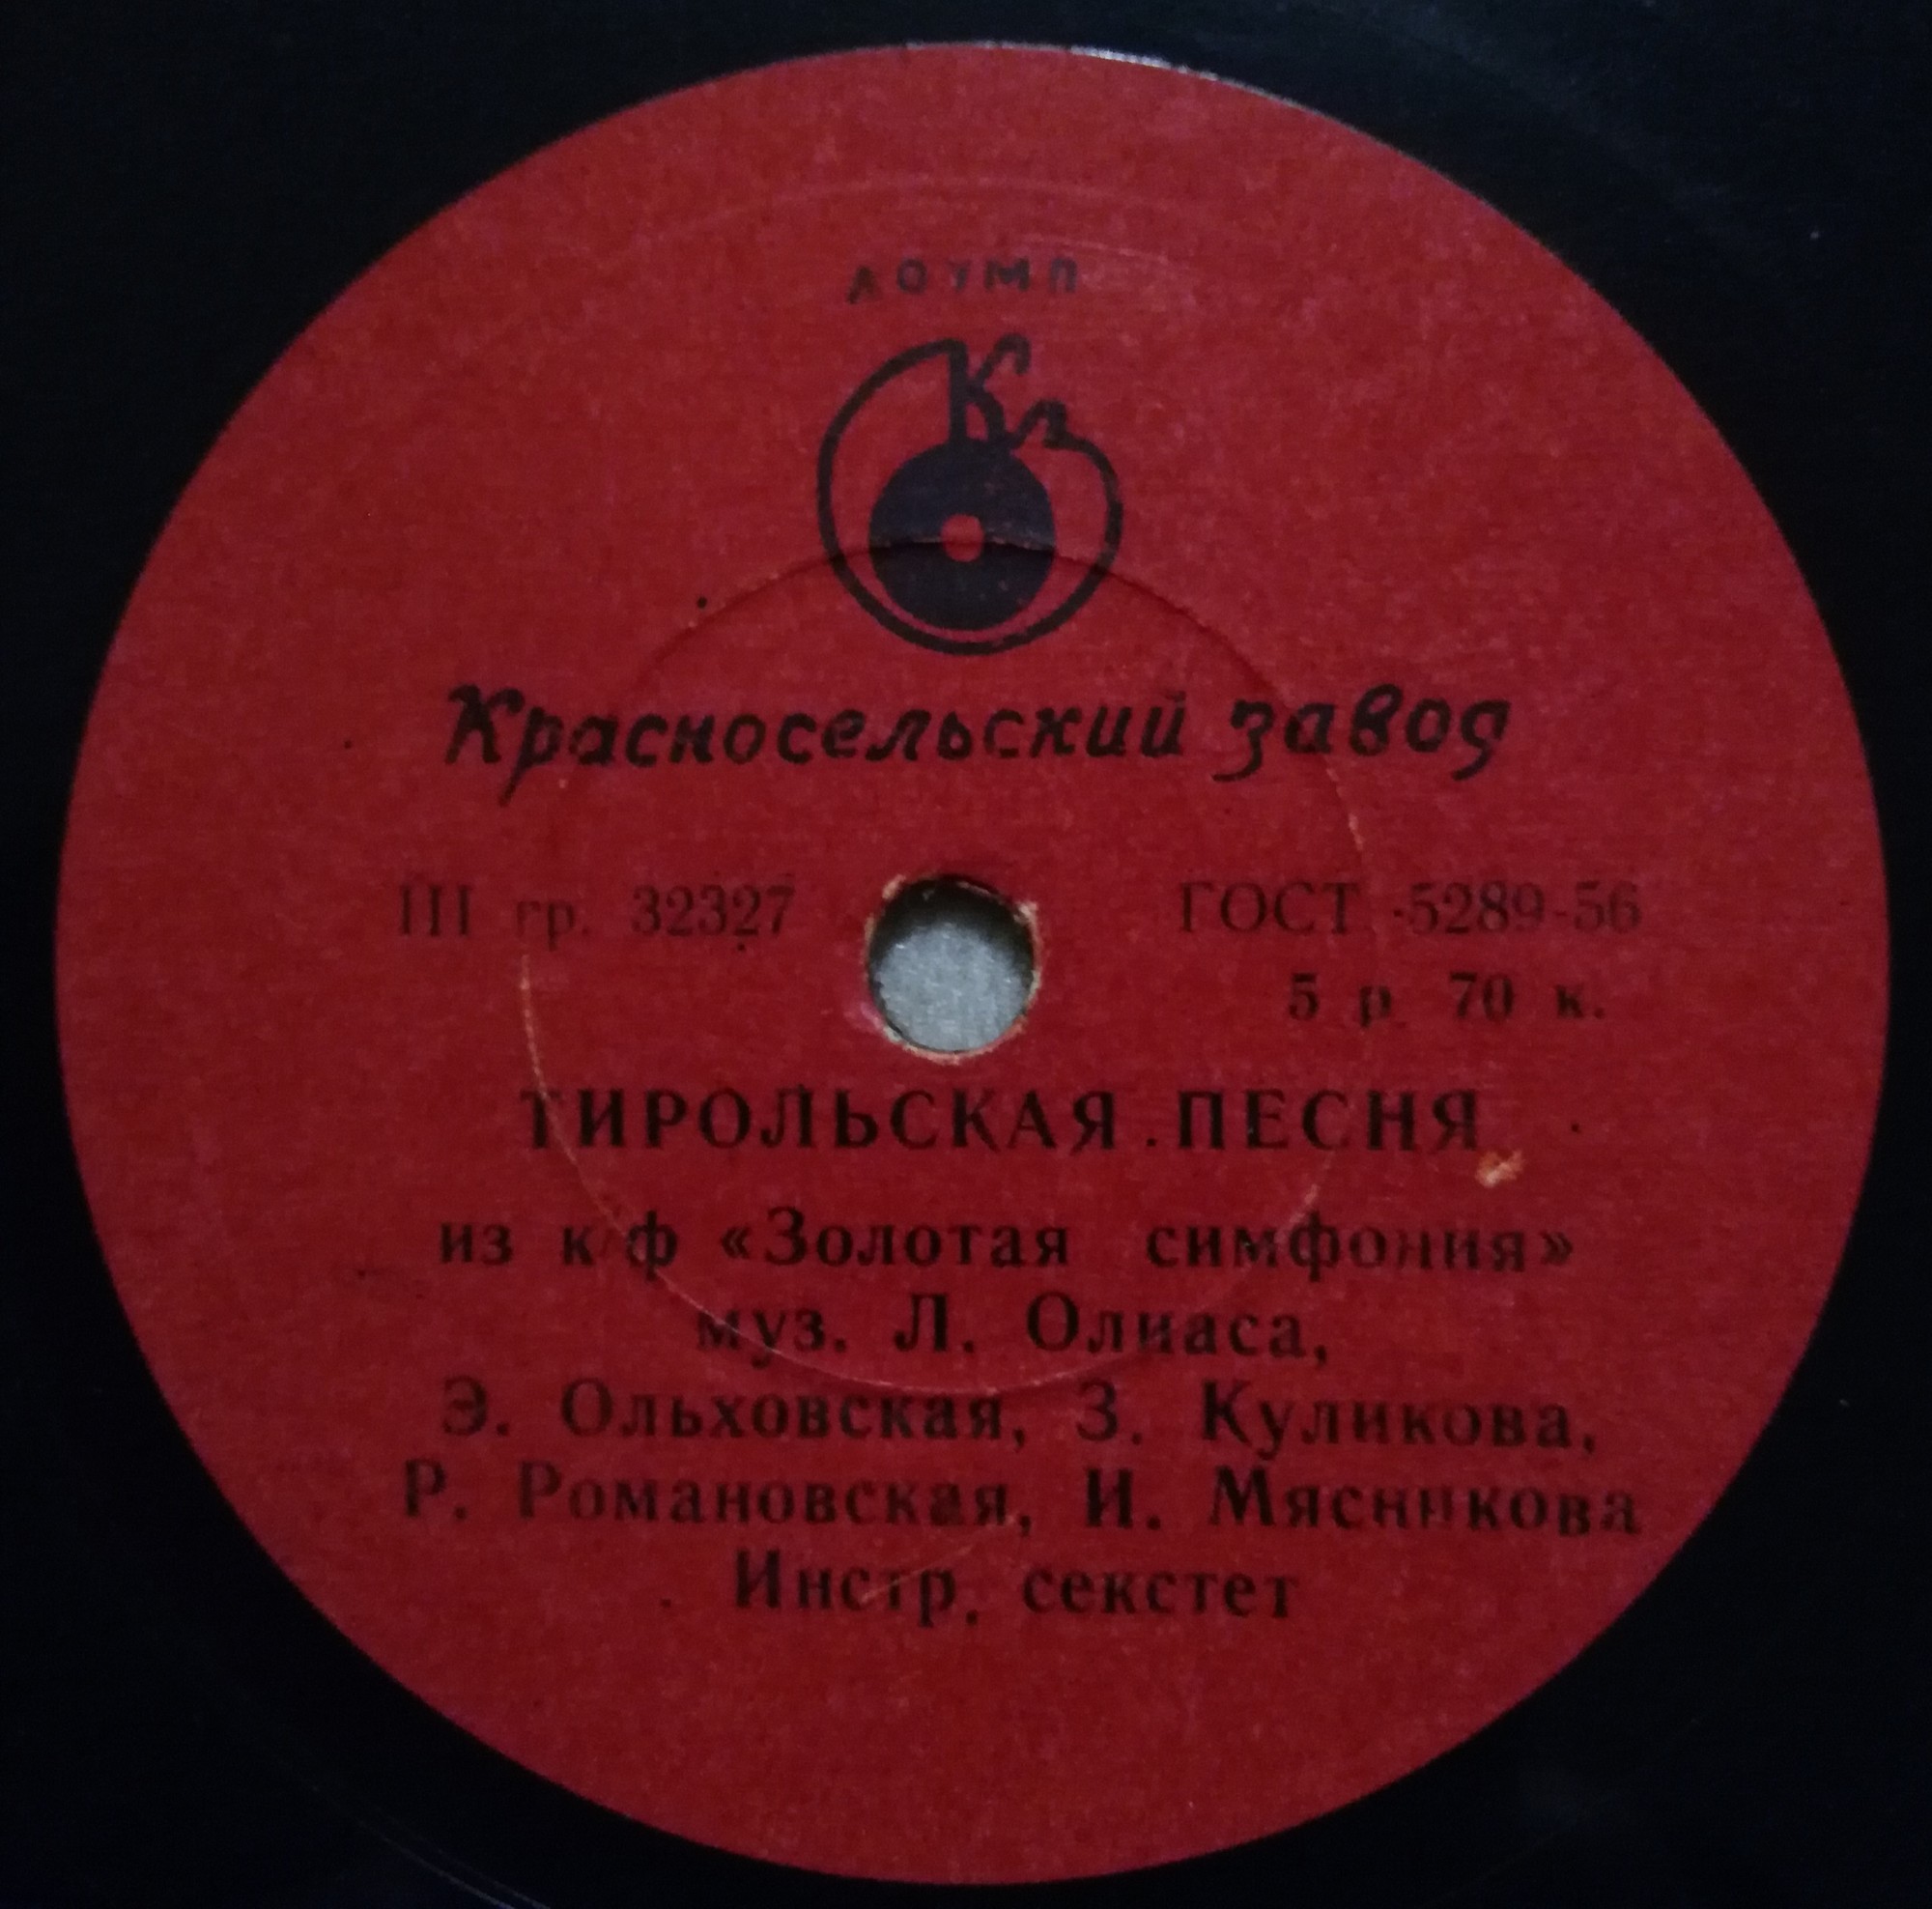 ЛОУМП
Кз
Красносельский завод
III гр. 32327
ГОСТ 5289-56
5 р 70 к.
ТИРОЛЬСКАЯ ПЕСНЯ
из к/ф «Золотая симфония»
муз. Л. Олиаса,
Э. Ольховская, З. Куликова,
Р. Романовская, И. Мясникова
Инстр. секстет